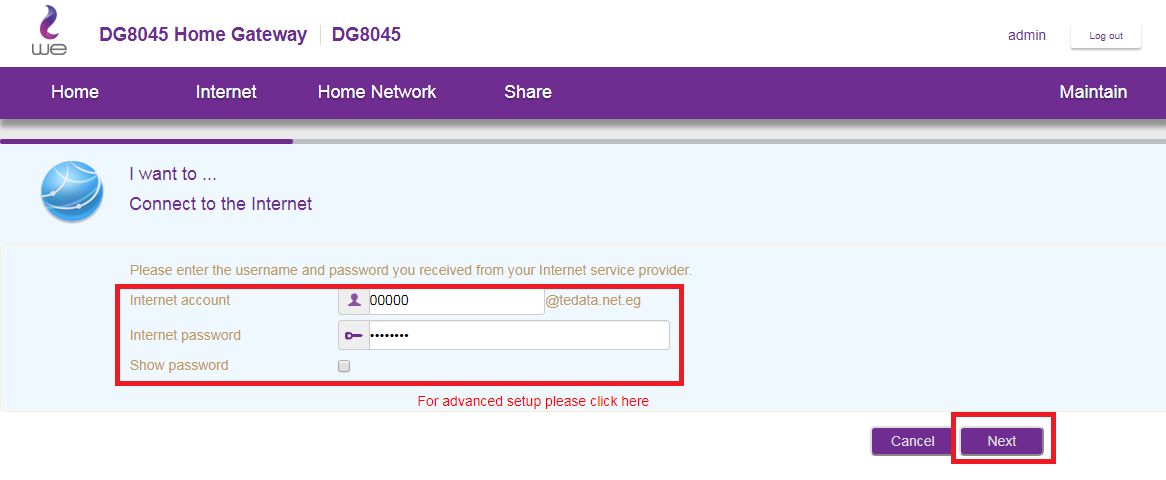 we
DG8045 Home Gateway DG8045
admin
Log out
Home Internet Home Network Share Maintain
I want to ...
Connect to the Internet
Please enter the username and password you received from your Internet service provider.
Internet account 00000 @tedata.net.eg
Internet password ••••••••
Show password
For advanced setup please click here
Cancel Next